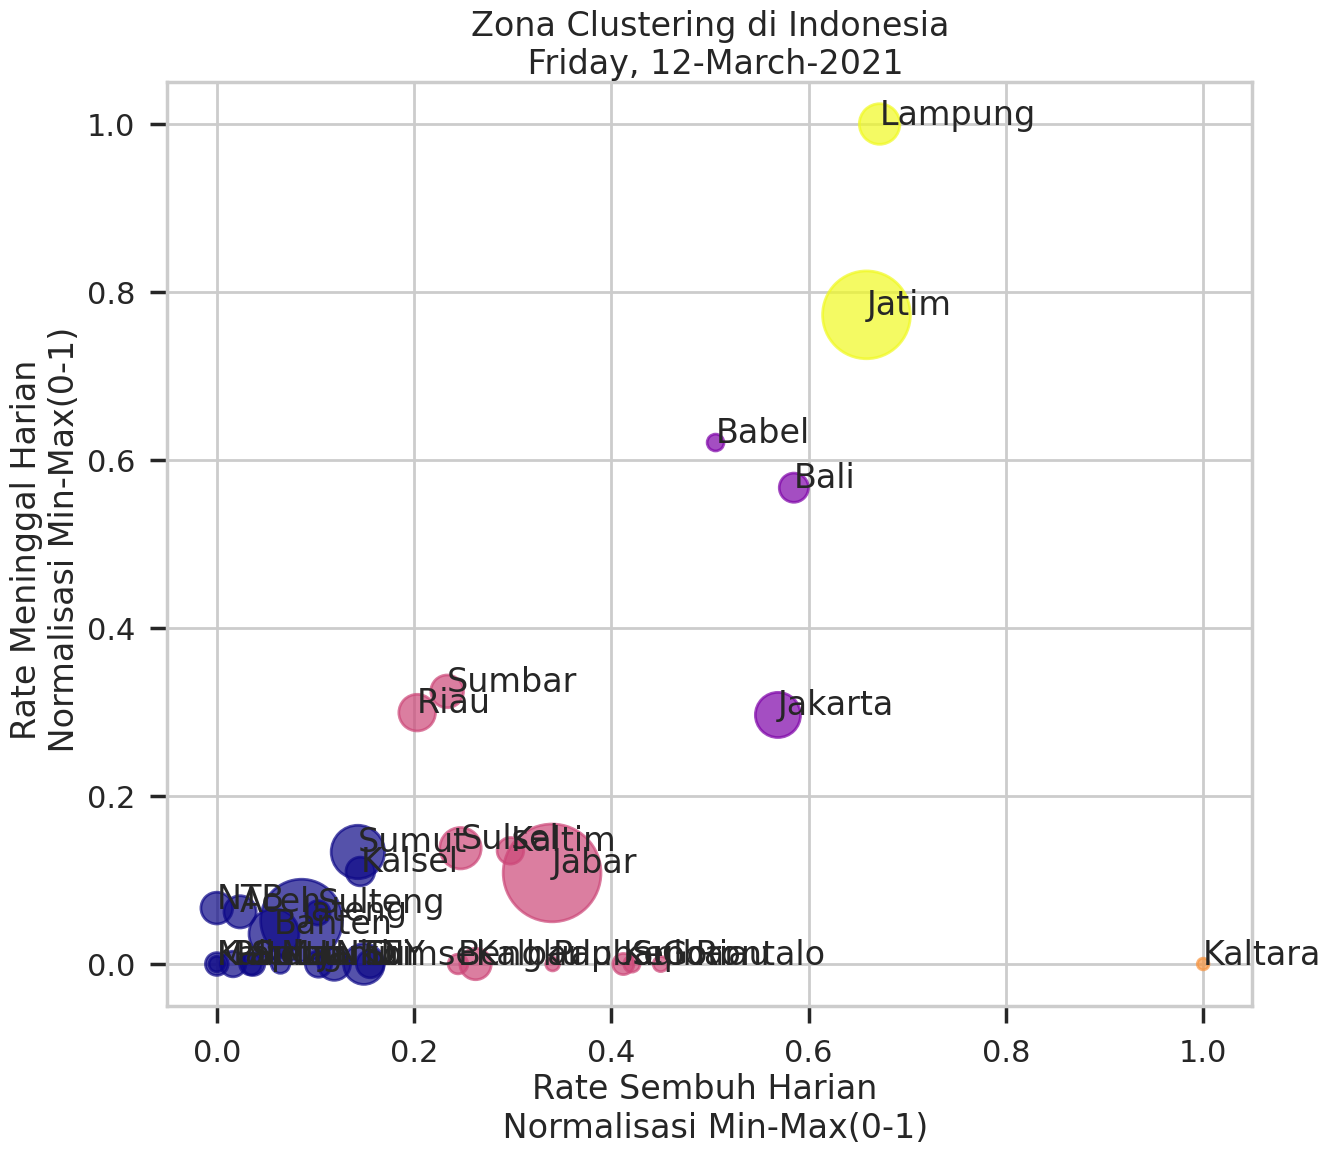 Zona Clustering di Indonesia
Friday, 12-March-2021
Rate Meninggal Harian
Normalisasi Min-Max(0-1)
1.0
0.8
0.6
0.4
0.2
0.0
Lampung
Jatim
Babel
Bali
Sumbar
Riau
Jakarta
Sumut
Kalsel
Sulsel
Kaltim
Jabar
NTB
Aceh
Sulteng
Jateng
Banten
DIY
Gorontalo
Kaltara
0.0
0.2
0.4
0.6
0.8
1.0
Rate Sembuh Harian
Normalisasi Min-Max(0-1)